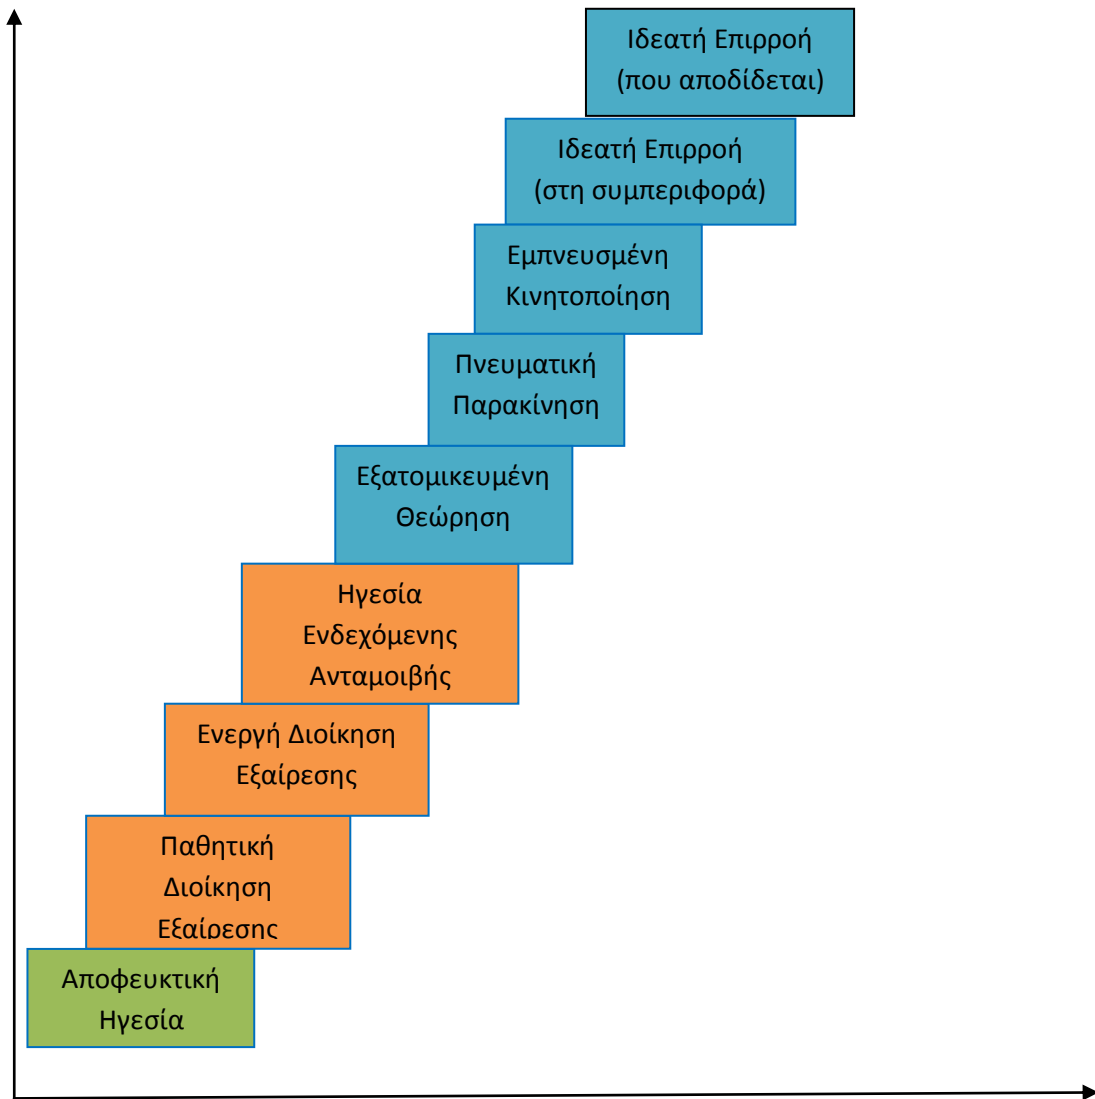 Ιδεατή Επιρροή
(που αποδίδεται)
Ιδεατή Επιρροή
(στη συμπεριφορά)
Εμπνευσμένη
Κινητοποίηση
Πνευματική
Παρακίνηση
Εξατομικευμένη
Θεώρηση
Ηγεσία
Ενδεχόμενης
Ανταμοιβής
Ενεργή Διοίκηση
Εξαίρεσης
Παθητική
Διοίκηση
Εξαίρεσης
Αποφευκτική
Ηγεσία